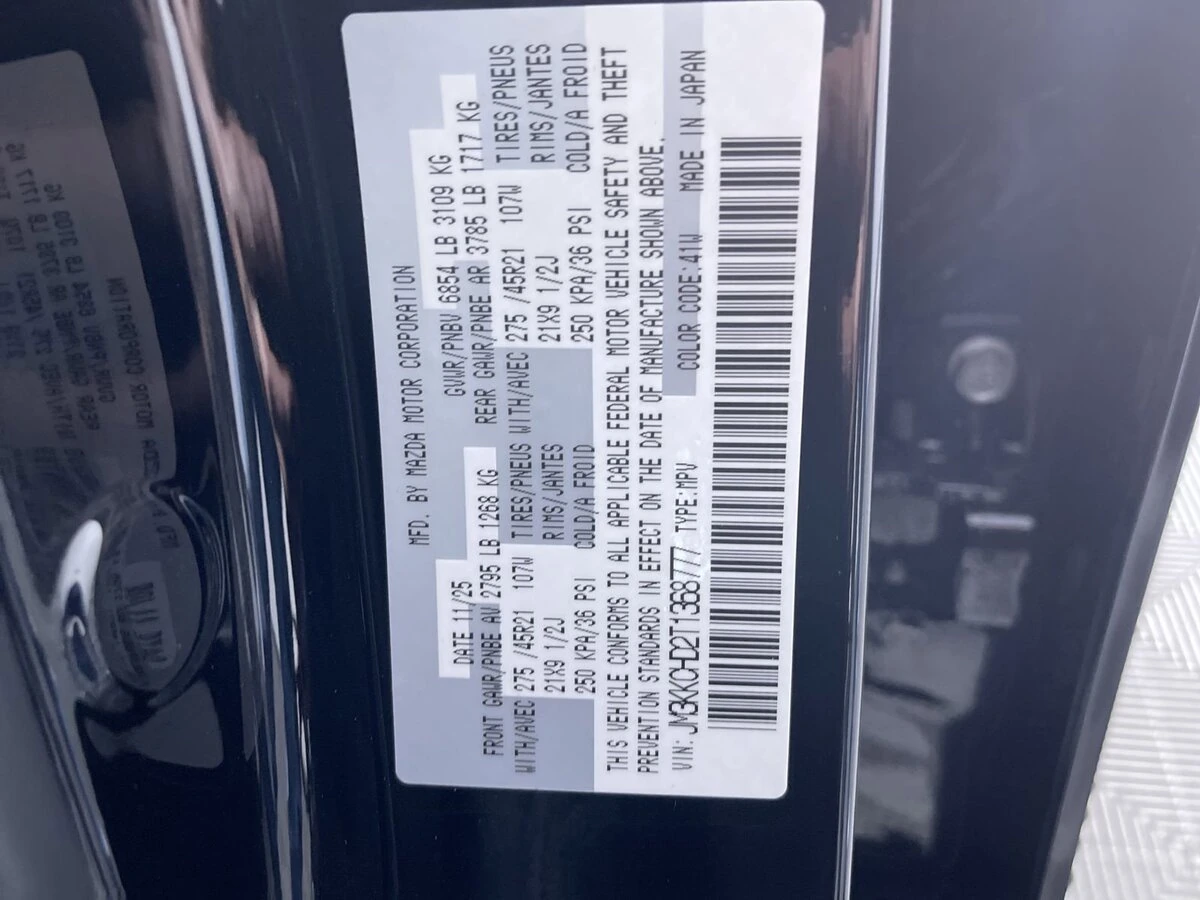 MFD. BY MAZDA MOTOR CORPORATION
DATE 11/25 GVWR/PNBV 6854 LB 3109 KG
FRONT GAWR/PNBE AV 2795 LB 1268 KG REAR GAWR/PNBE AR 3785 LB 1717 KG
WITH/AVEC 275 /45R21 107W TIRES/PNEUS WITH/AVEC 275 /45R21 107W TIRES/PNEUS
21X9 1/2J RIMS/JANTES 21X9 1/2J RIMS/JANTES
250 KPA/36 PSI COLD/A FROID 250 KPA/36 PSI COLD/A FROID
THIS VEHICLE CONFORMS TO ALL APPLICABLE FEDERAL MOTOR VEHICLE SAFETY AND THEFT
PREVENTION STANDARDS IN EFFECT ON THE DATE OF MANUFACTURE SHOWN ABOVE.
VIN: JM3KKCHD2T1368777 TYPE:MPV COLOR CODE:41W MADE IN JAPAN